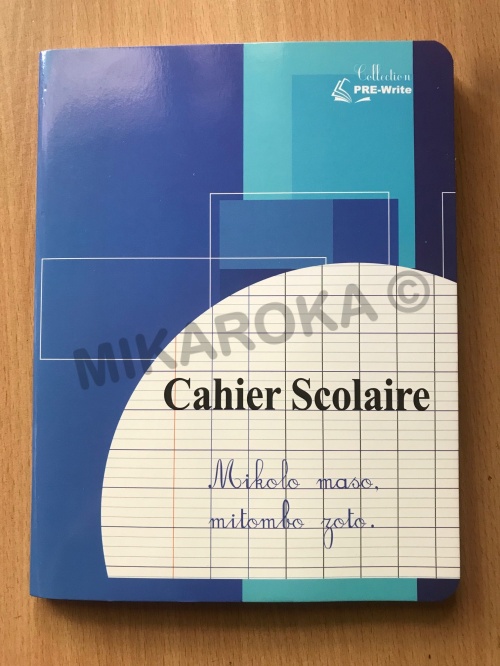 Collection
PRE-Write
MIKAROKA ©
Cahier Scolaire
Mikolo maso,
mitombo zoto.